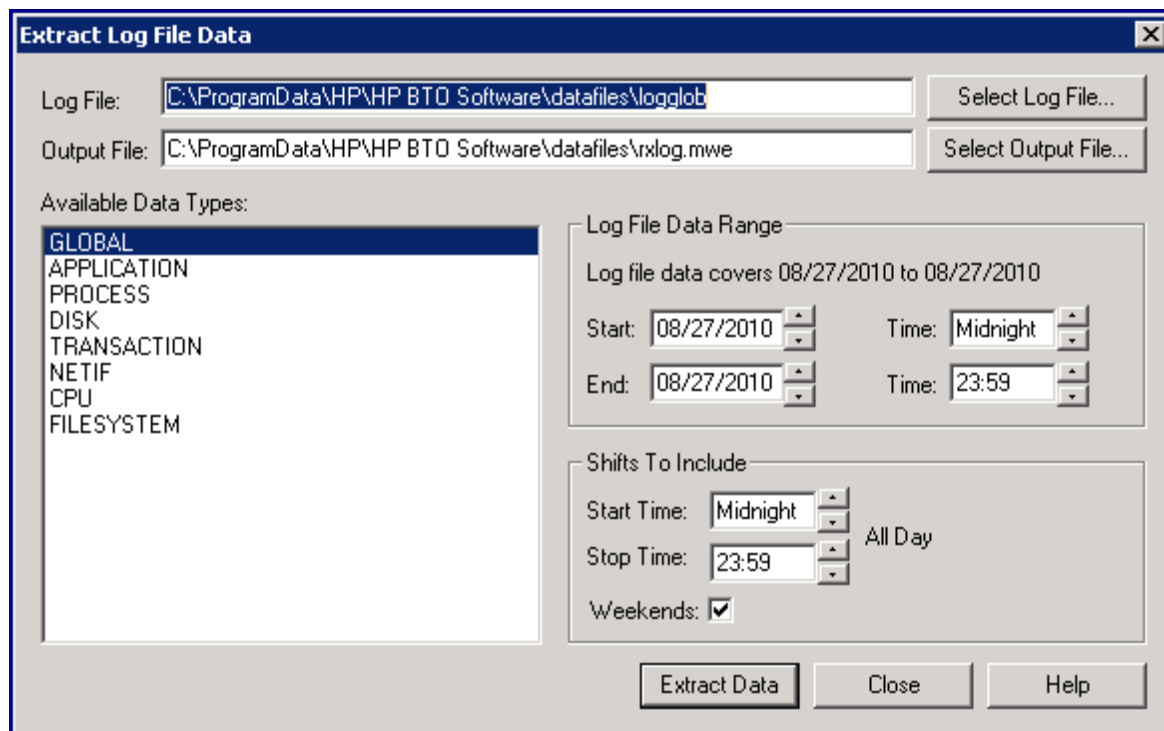 Extract Log File Data
Log File: C:\ProgramData\HP\HP BTO Software\datafiles\logglob Select Log File...
Output File: C:\ProgramData\HP\HP BTO Software\datafiles\rxlog.mwe Select Output File...
Available Data Types:
GLOBAL
APPLICATION
PROCESS
DISK
TRANSACTION
NETIF
CPU
FILESYSTEM
Log File Data Range
Log file data covers 08/27/2010 to 08/27/2010
Start: 08/27/2010 Time: Midnight
End: 08/27/2010 Time: 23:59
Shifts To Include
Start Time: Midnight
Stop Time: 23:59
All Day
Weekends:
Extract Data Close Help